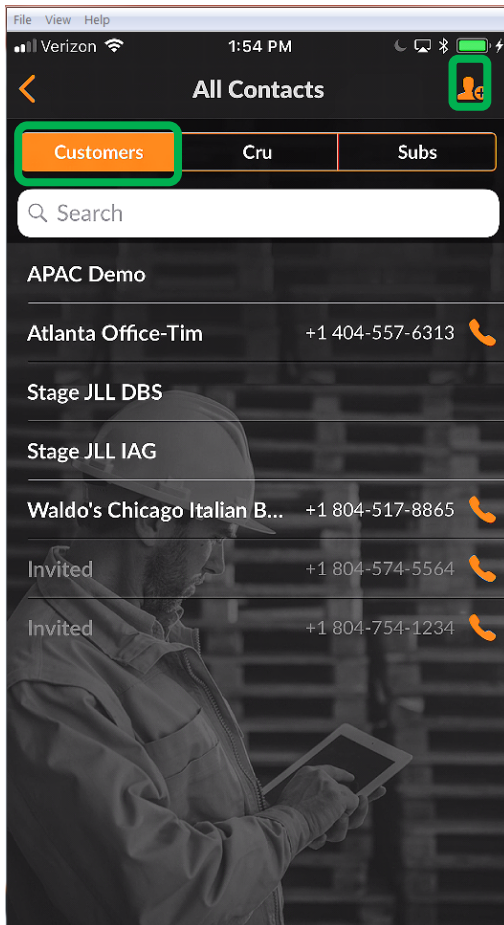 File View Help
Verizon 1:54 PM
All Contacts
Customers Cru Subs
Search
APAC Demo
Atlanta Office-Tim +1 404-557-6313
Stage JLL DBS
Stage JLL IAG
Waldo's Chicago Italian B... +1 804-517-8865
Invited +1 804-574-5564
Invited +1 804-754-1234